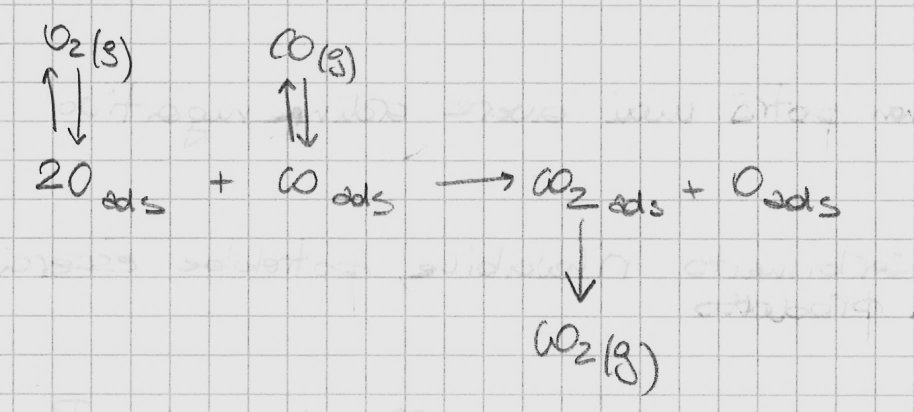 O₂(g) CO(g)
2O ads + CO ads → CO₂ ads + O ads
CO₂(g)